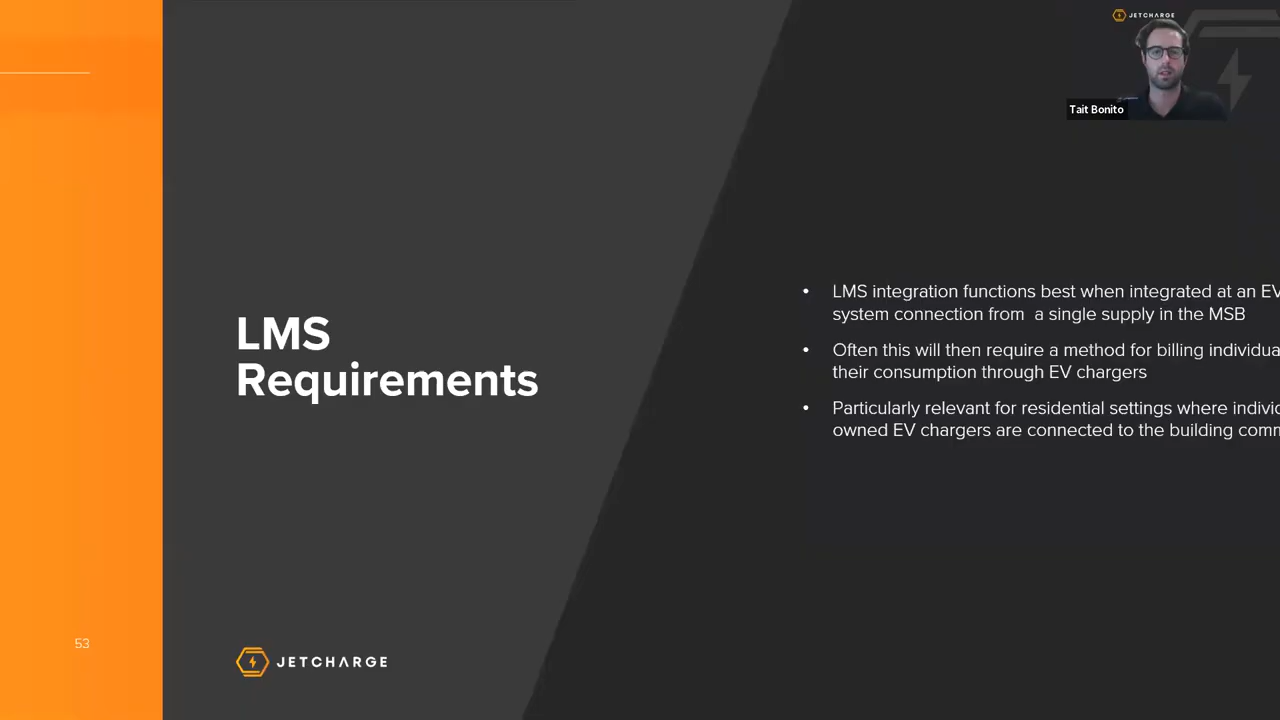 JETCHARGE
Tait Bonito
LMS
Requirements
LMS integration functions best when integrated at an EV
system connection from a single supply in the MSB
Often this will then require a method for billing individua
their consumption through EV chargers
Particularly relevant for residential settings where indivi
owned EV chargers are connected to the building com
53
JETCHARGE